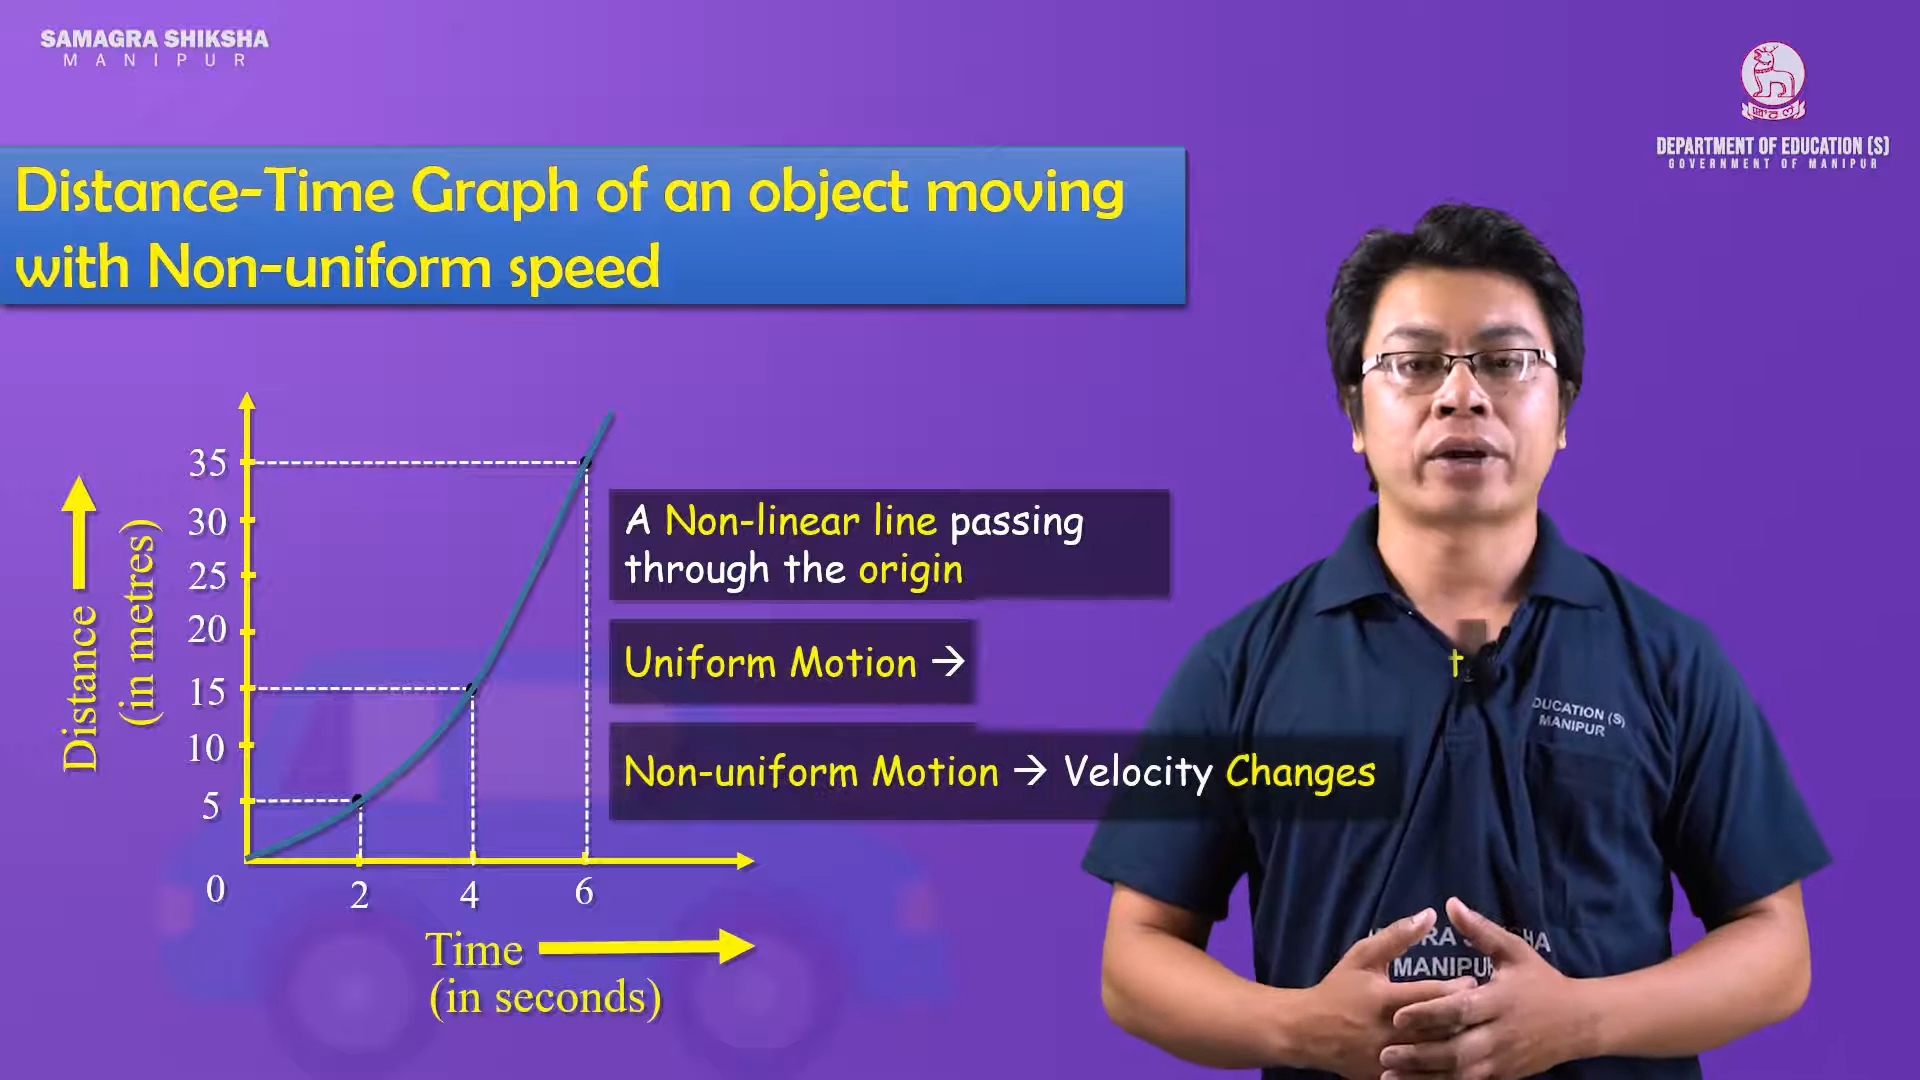 SAMAGRA SHIKSHA
MANIPUR
DEPARTMENT OF EDUCATION (S)
GOVERNMENT OF MANIPUR
Distance-Time Graph of an object moving
with Non-uniform speed
35
30
25
20
15
10
5
0
2
4
6
Distance
(in metres)
Time
(in seconds)
A Non-linear line passing
through the origin
Uniform Motion →
t
Non-uniform Motion → Velocity Changes
DUCATION (S)
MANIPUR
MANIPU